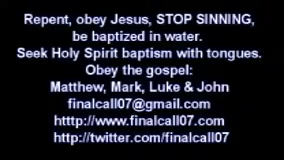 Repent, obey Jesus, STOP SINNING,
be baptized in water.
Seek Holy Spirit baptism with tongues.
Obey the gospel:
Matthew, Mark, Luke & John
finalcall07@gmail.com
htttp://www.finalcall07.com
http://twitter.com/finalcall07